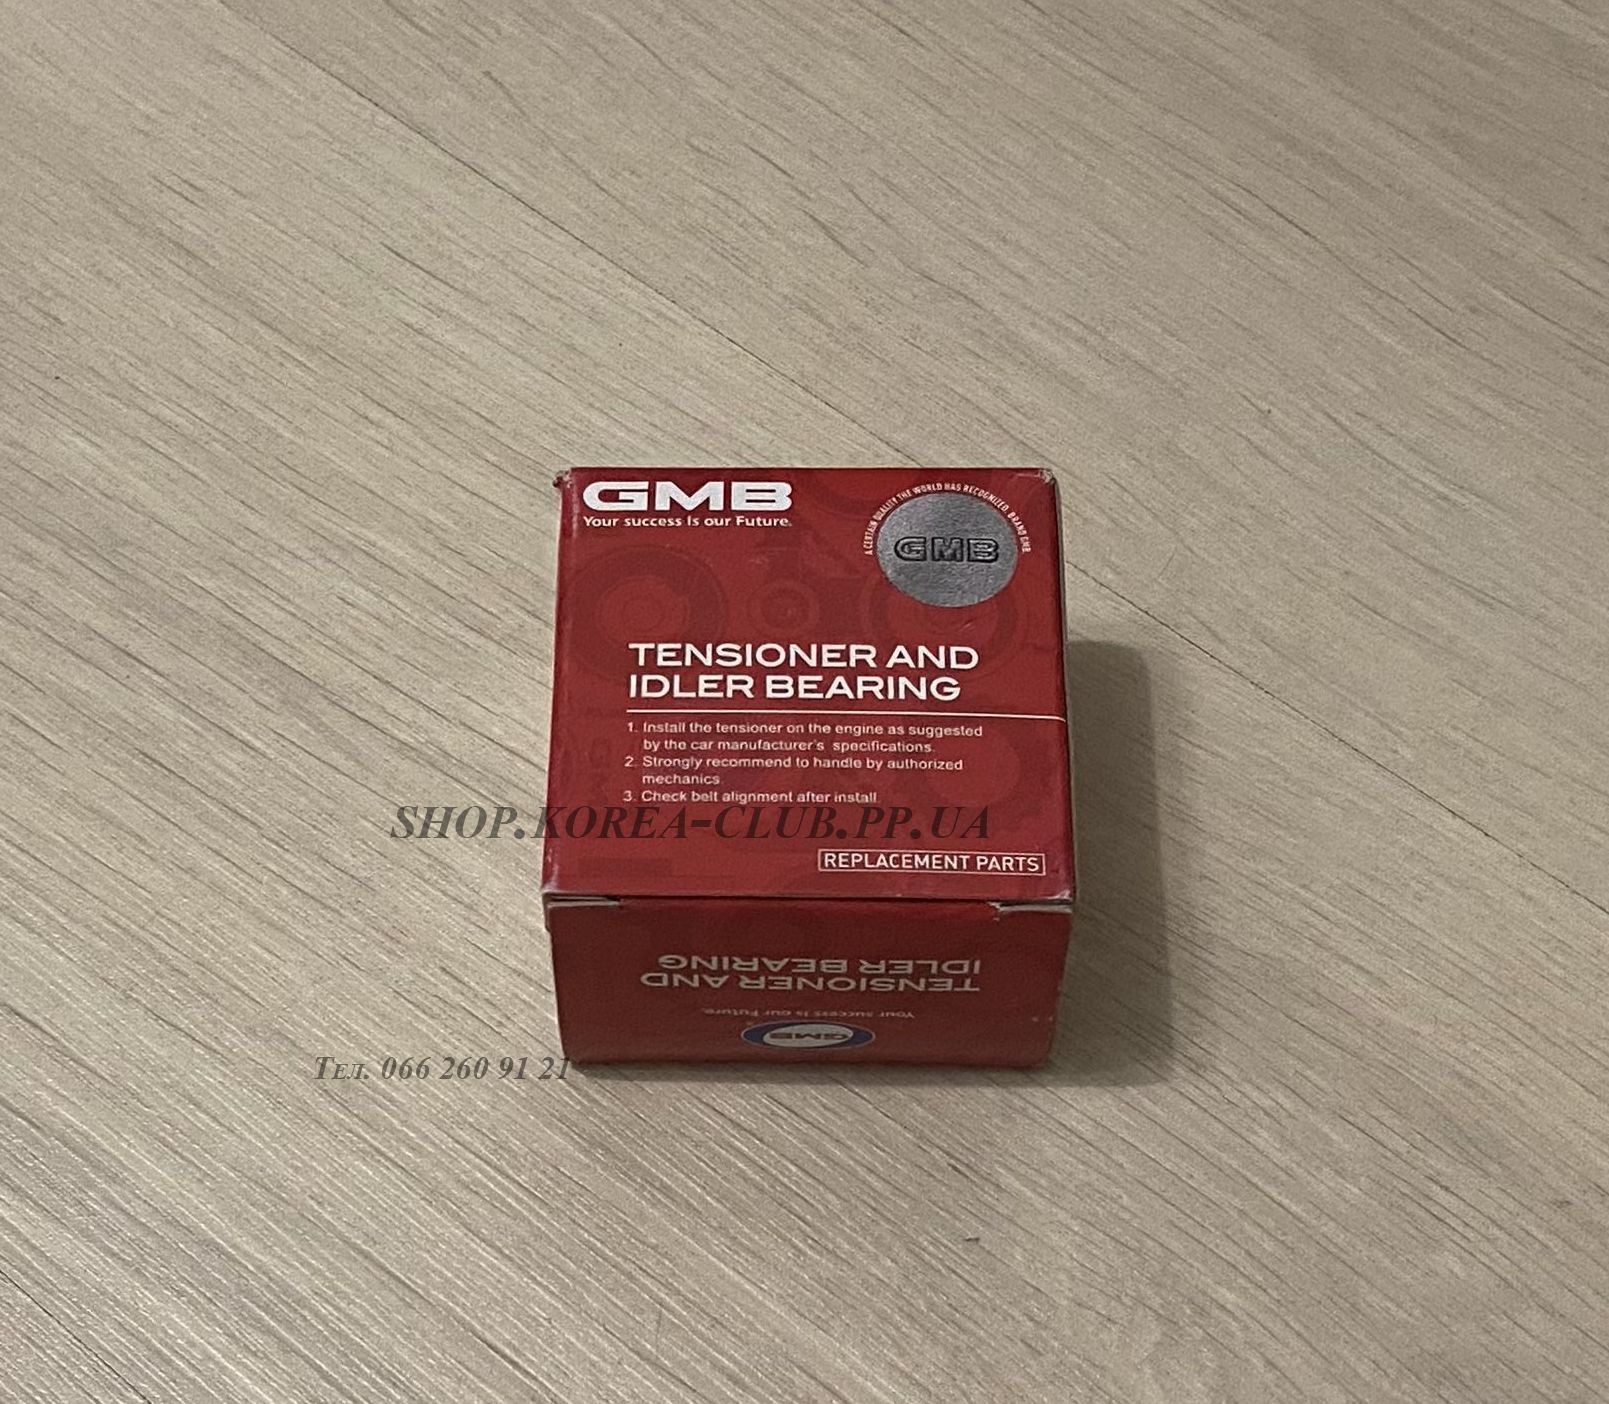 GMB
Your success is our Future.
A CERTAIN QUALITY THE WORLD HAS RECOGNIZED, BRAND GMB.
GMB
TENSIONER AND
IDLER BEARING
1. Install the tensioner on the engine as suggested
by the car manufacturer's specifications.
2. Strongly recommend to handle by authorized
mechanics.
3. Check belt alignment after install.
SHOP.KOREA-CLUB.PP.UA
REPLACEMENT PARTS
TENSIONER AND
IDLER BEARING
Your success is our Future.
GMB
Тел. 066 260 91 21